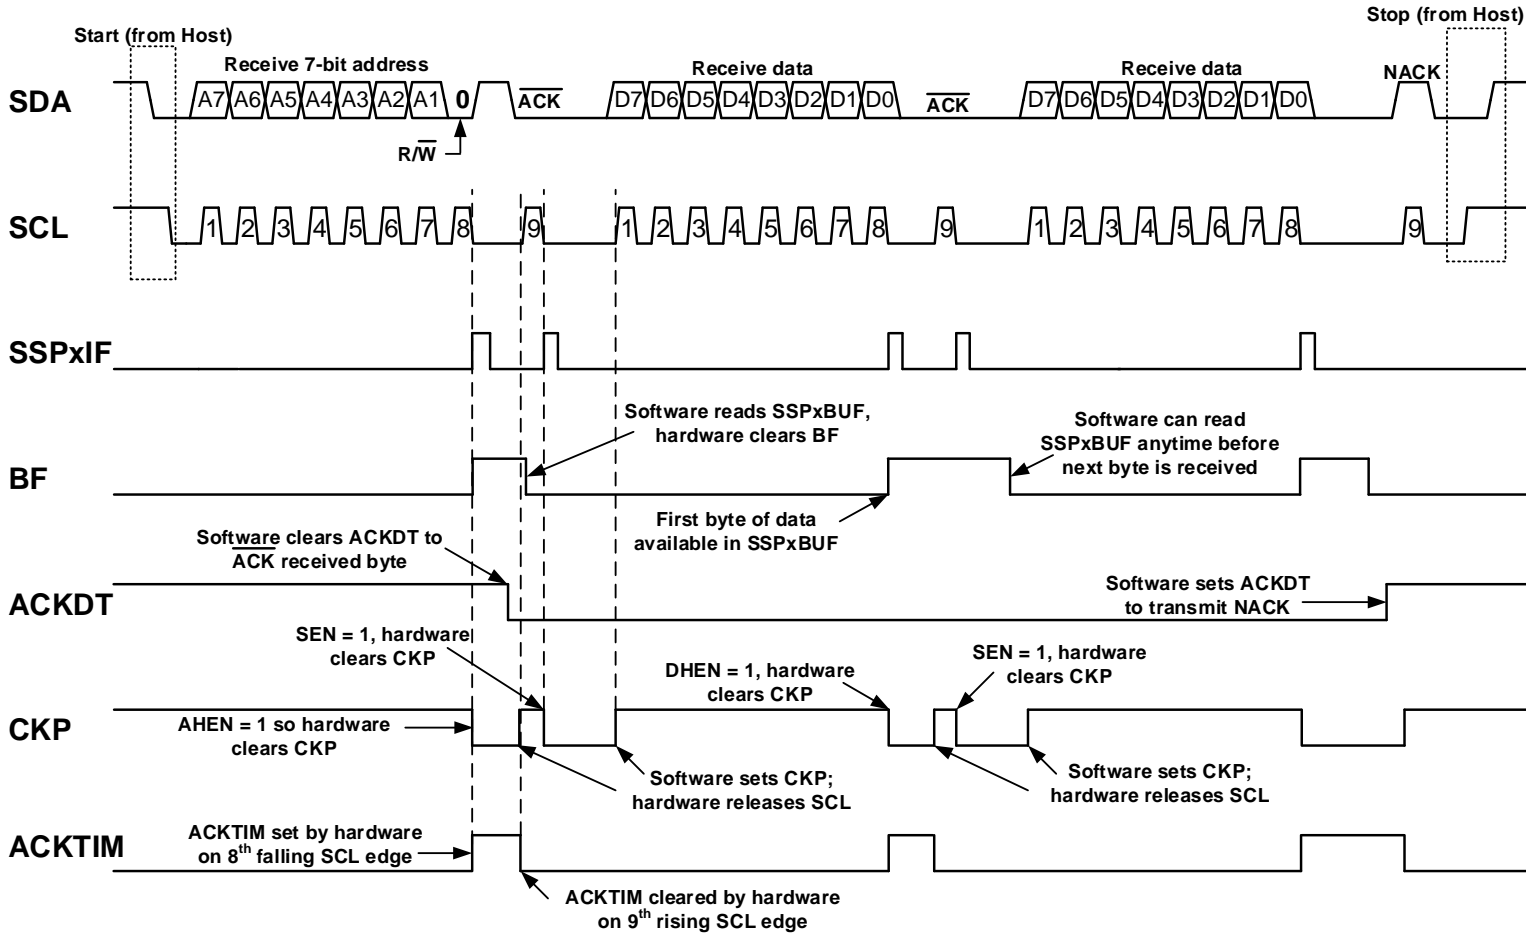 Start (from Host)
Stop (from Host)
Receive 7-bit address
Receive data
Receive data
NACK
SDA
A7 A6 A5 A4 A3 A2 A1 0 ACK D7 D6 D5 D4 D3 D2 D1 D0 ACK D7 D6 D5 D4 D3 D2 D1 D0
R/W
SCL
1 2 3 4 5 6 7 8 9 1 2 3 4 5 6 7 8 9 1 2 3 4 5 6 7 8 9
SSPxIF
Software reads SSPxBUF,
hardware clears BF
Software can read
SSPxBUF anytime before
next byte is received
BF
First byte of data
available in SSPxBUF
Software clears ACKDT to
ACK received byte
ACKDT
Software sets ACKDT
to transmit NACK
SEN = 1, hardware
clears CKP
DHEN = 1, hardware
clears CKP
SEN = 1, hardware
clears CKP
CKP
AHEN = 1 so hardware
clears CKP
Software sets CKP;
hardware releases SCL
Software sets CKP;
hardware releases SCL
ACKTIM
ACKTIM set by hardware
on 8th falling SCL edge
ACKTIM cleared by hardware
on 9th rising SCL edge